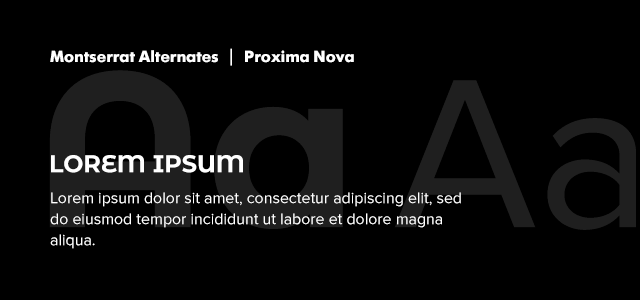 Montserrat Alternates | Proxima Nova
Aa Aa
LOREM IPSUM
Lorem ipsum dolor sit amet, consectetur adipiscing elit, sed
do eiusmod tempor incididunt ut labore et dolore magna
aliqua.